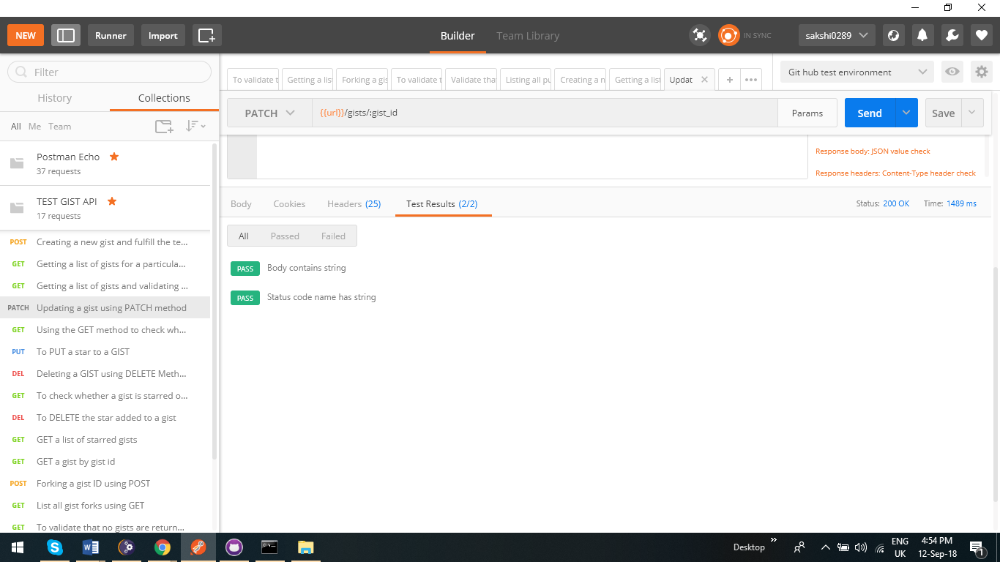 NEW Runner Import Builder Team Library IN SYNC sakshi0289
Filter
History Collections
All Me Team
Postman Echo
37 requests
TEST GIST API
17 requests
POST Creating a new gist and fulfill the te...
GET Getting a list of gists for a particula...
GET Getting a list of gists and validating ...
PATCH Updating a gist using PATCH method
GET Using the GET method to check wh...
PUT To PUT a star to a GIST
DEL Deleting a GIST using DELETE Meth...
GET To check whether a gist is starred o...
DEL To DELETE the star added to a gist
GET GET a list of starred gists
GET GET a gist by gist id
POST Forking a gist ID using POST
GET List all gist forks using GET
GET To validate that no gists are return...
To validate t Getting a list Forking a gis To validate t Validate that Listing all pu Creating a n Getting a list Updat + ••• Git hub test environment
PATCH {{url}}/gists/:gist_id Params Send Save
Response body: JSON value check
Response headers: Content-Type header check
Body Cookies Headers (25) Test Results (2/2) Status: 200 OK Time: 1489 ms
All Passed Failed
PASS Body contains string
PASS Status code name has string
Desktop
ENG
UK
4:54 PM
12-Sep-18
1